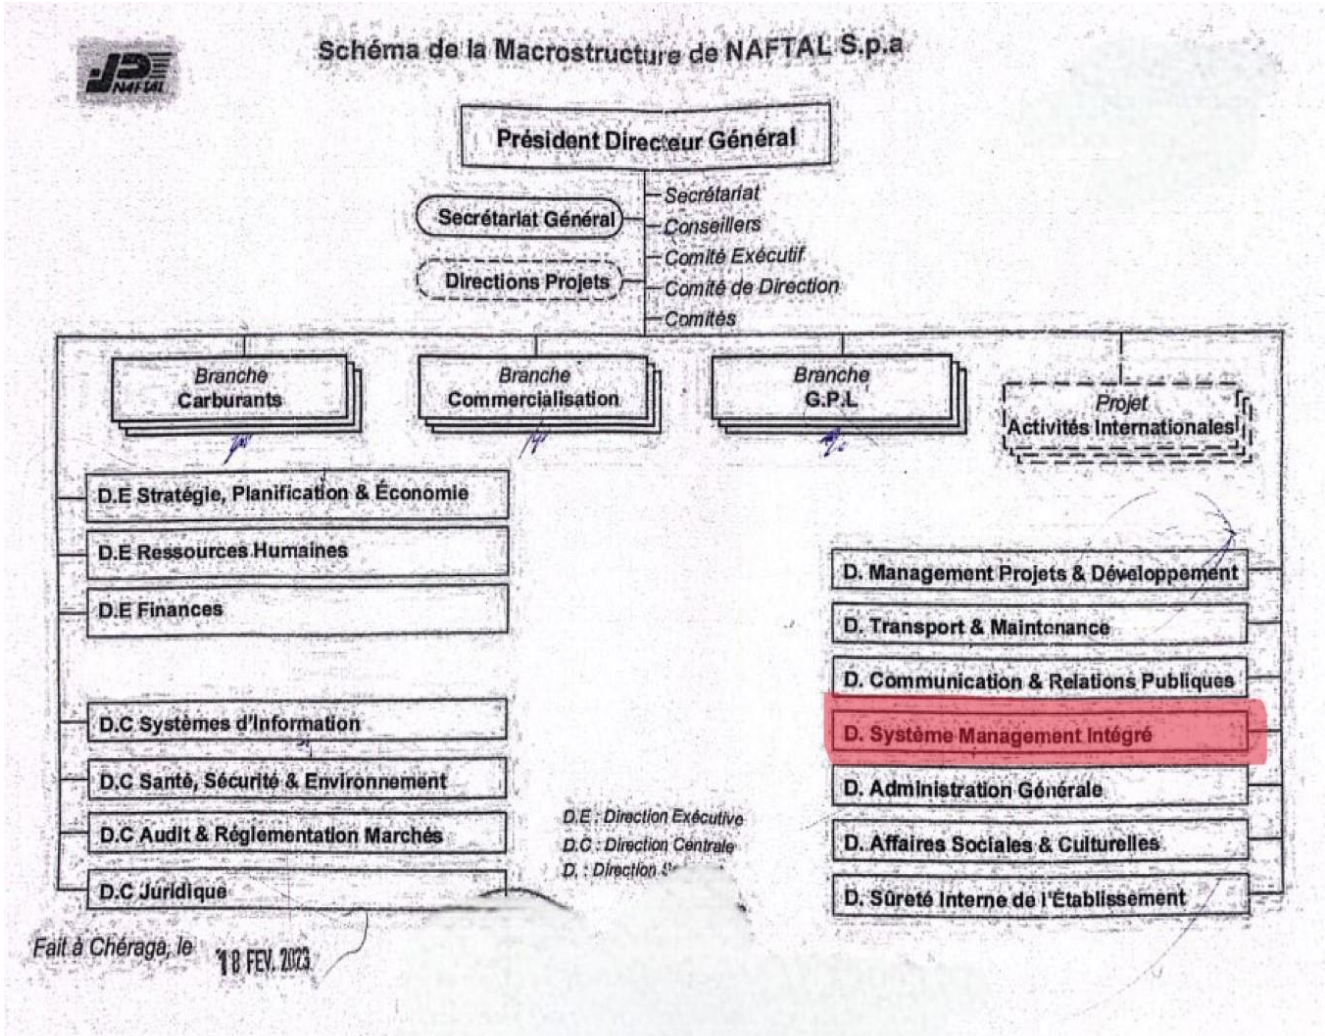 NAFTAL
Schéma de la Macrostructure de NAFTAL S.p.a
Président Directeur Général
Secrétariat
Secrétariat Général
Conseillers
Comité Exécutif
Directions Projets
Comité de Direction
Comités
Branche
Carburants
Branche
Commercialisation
Branche
G.P.L
Projet
Activités Internationales
D.E Stratégie, Planification & Économie
D.E Ressources Humaines
D.E Finances
D.C Systèmes d'Information
D.C Santé, Sécurité & Environnement
D.C Audit & Réglementation Marchés
D.C Juridique
D. Management Projets & Développement
D. Transport & Maintenance
D. Communication & Relations Publiques
D. Système Management Intégré
D. Administration Générale
D. Affaires Sociales & Culturelles
D. Sûreté Interne de l'Établissement
D.E : Direction Exécutive
D.C : Direction Centrale
D. : Direction
Fait à Chéraga, le
18 FEV. 2023